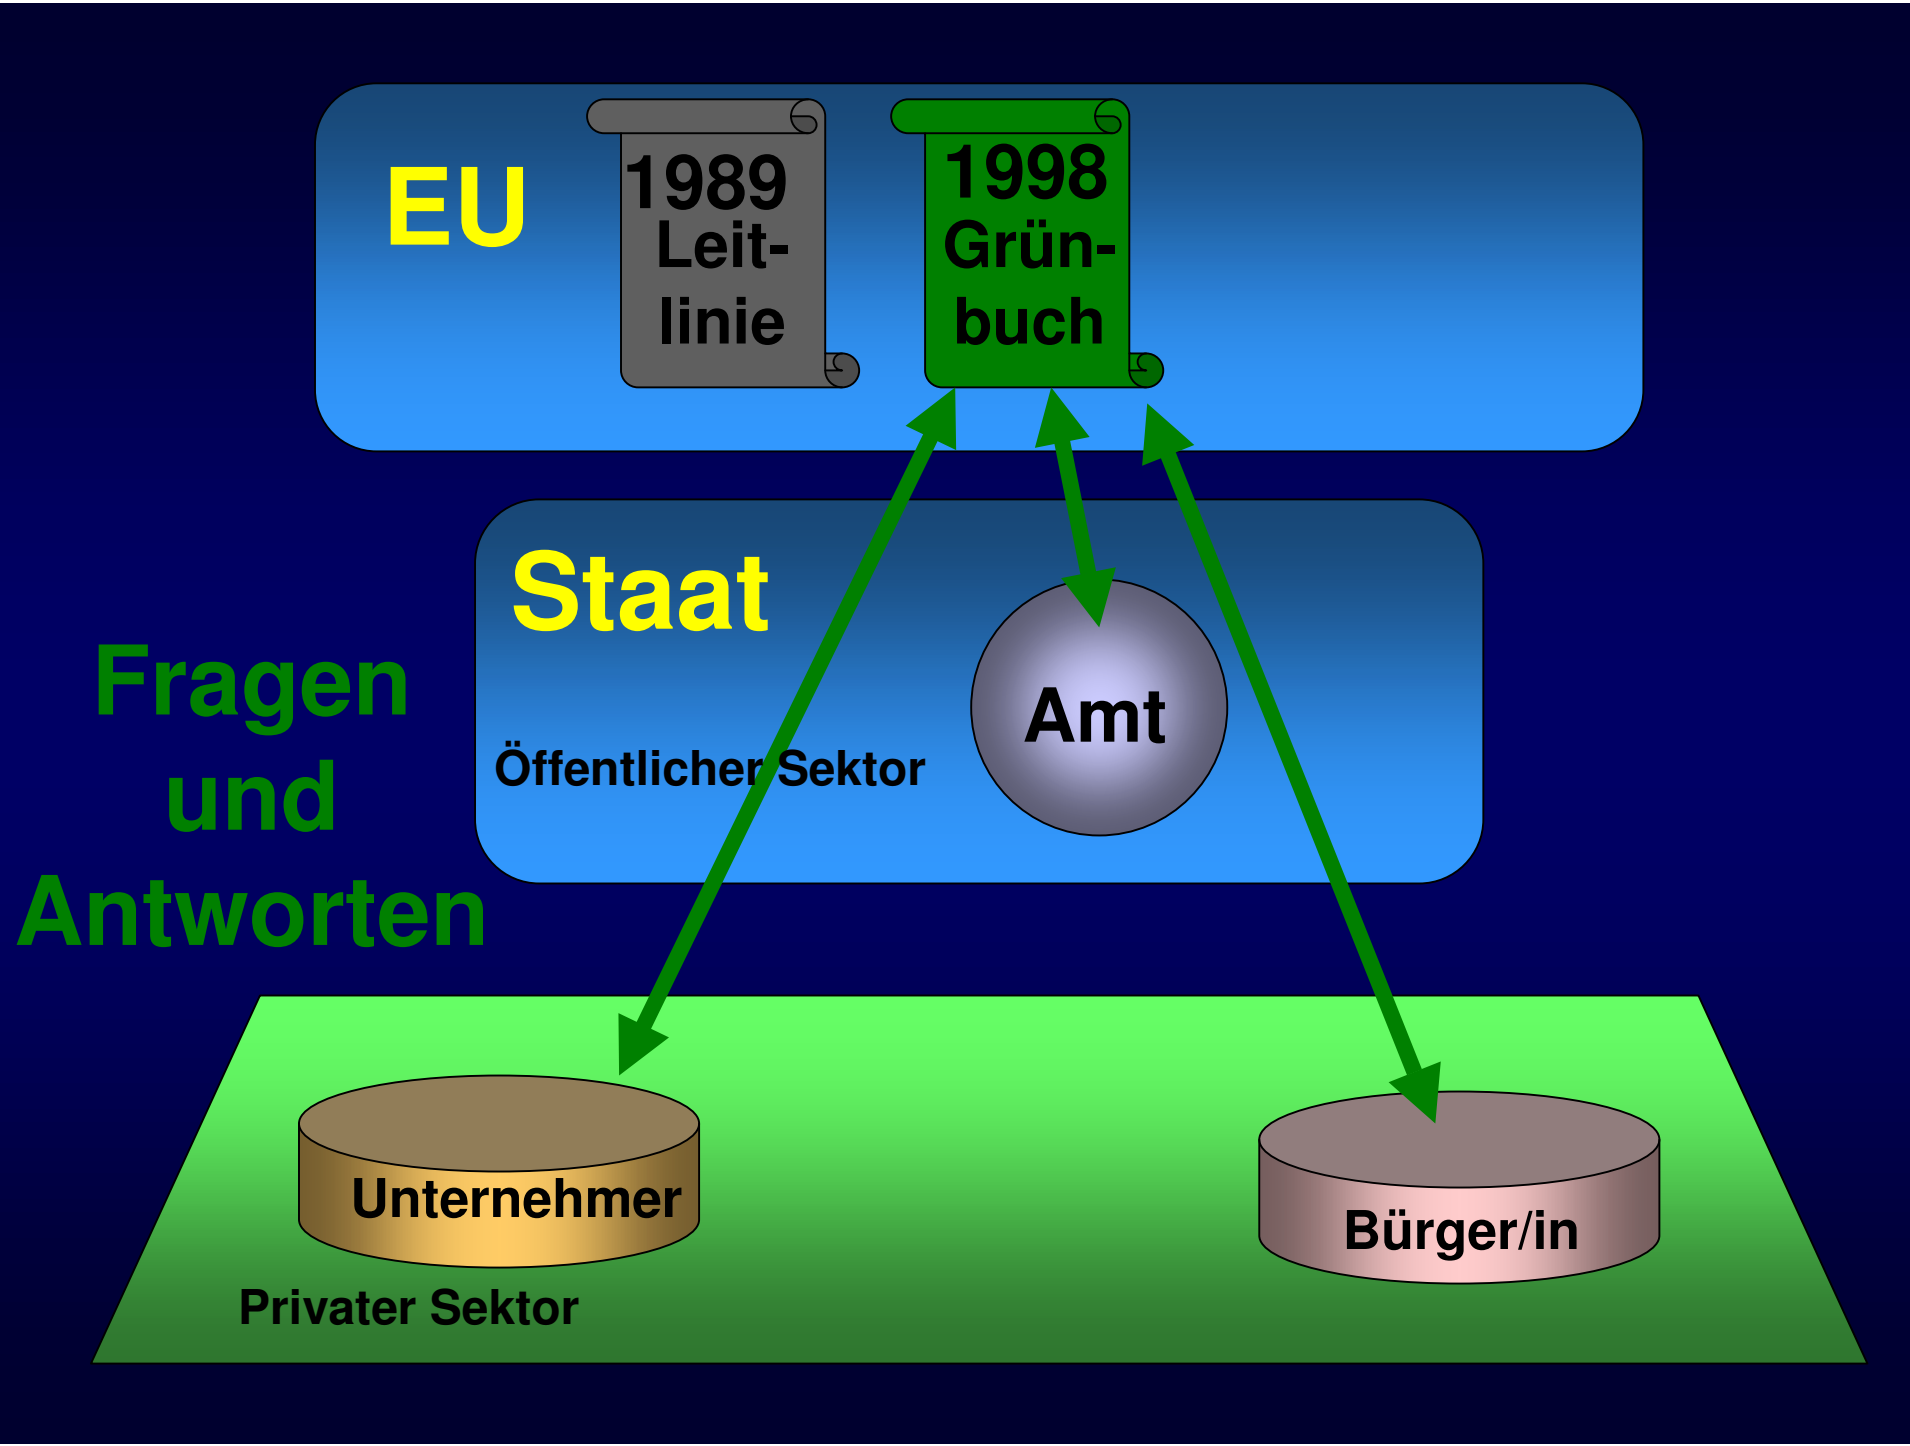 EU
1989
Leit-
linie
1998
Grün-
buch
Staat
Öffentlicher Sektor
Amt
Fragen
und
Antworten
Unternehmer
Bürger/in
Privater Sektor